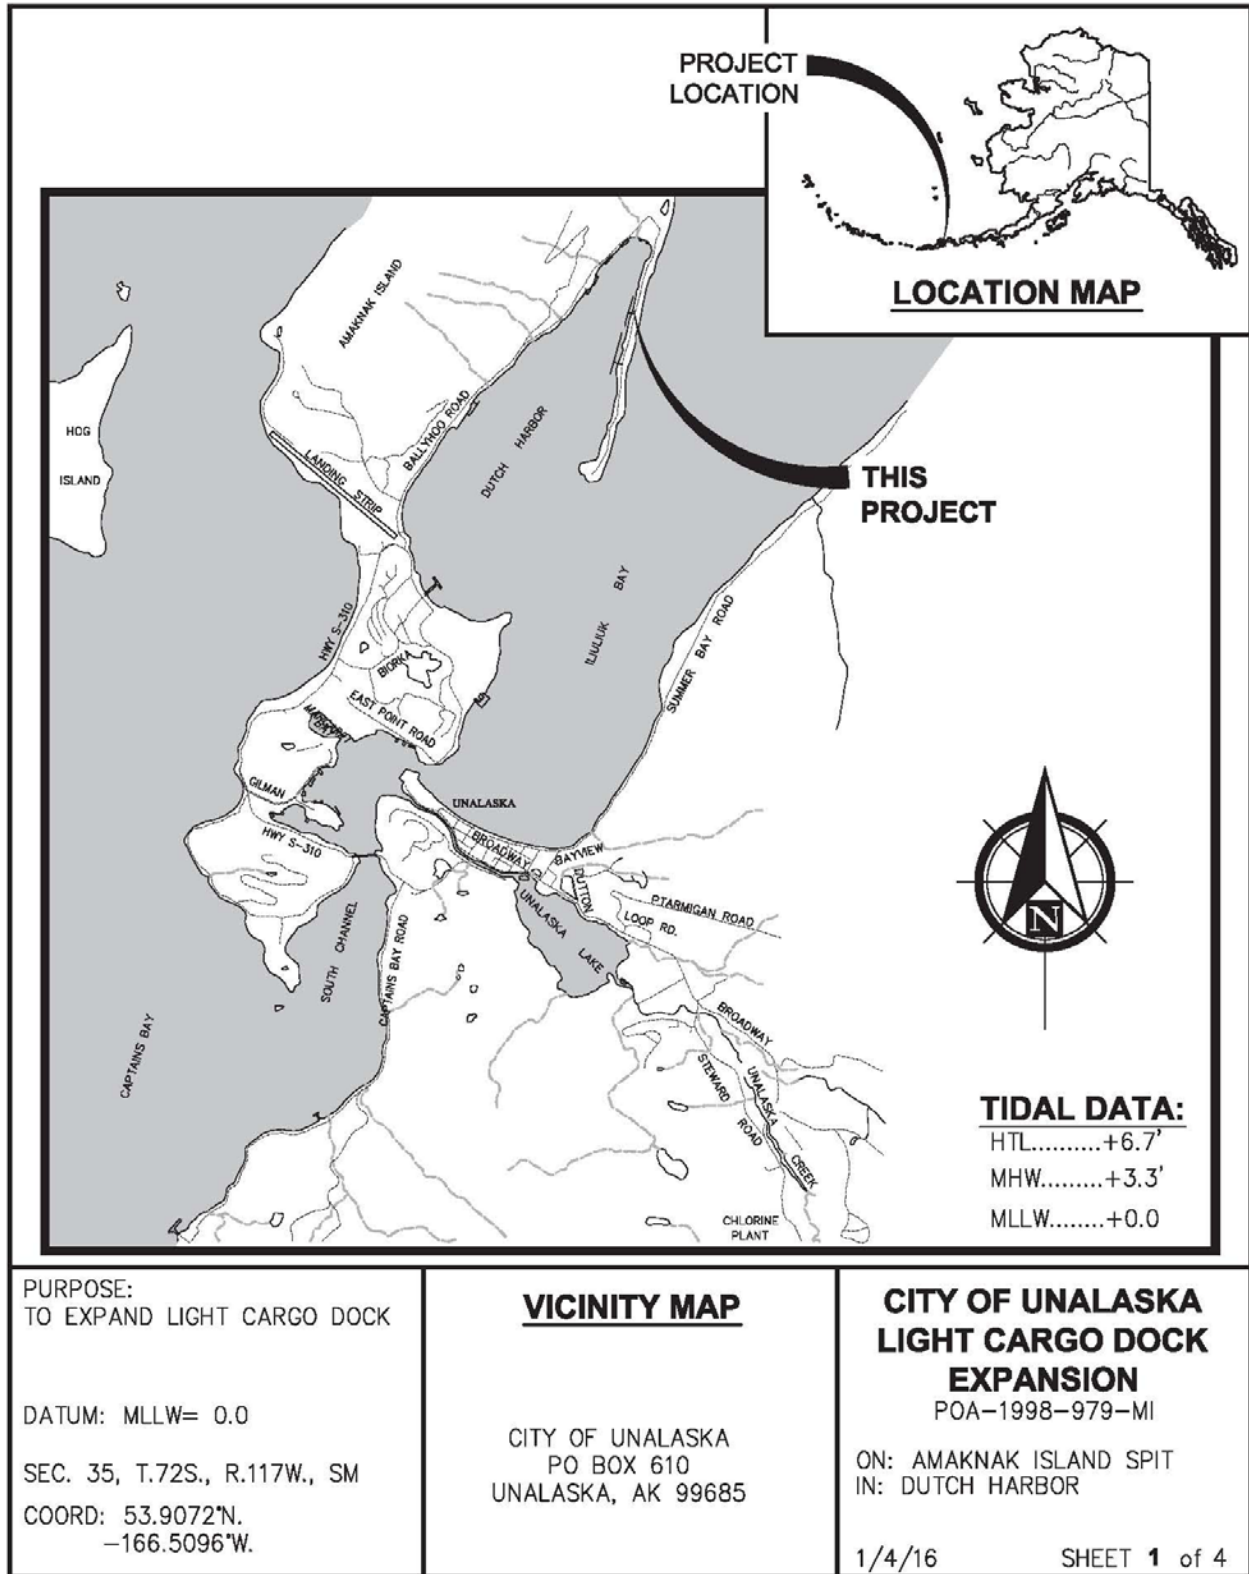 PROJECT
LOCATION
LOCATION MAP
AMAKNAK ISLAND
HOG
ISLAND
BALLYHOO ROAD
DUTCH HARBOR
LANDING STRIP
THIS
PROJECT
ILIULIUK BAY
SUMMER BAY ROAD
HWY S-310
BIORKA
EAST POINT ROAD
MARGARET
BAY
GILMAN
UNALASKA
HWY S-310
BROADWAY
BAYVIEW
DUTTON
PTARMIGAN ROAD
LOOP RD.
UNALASKA LAKE
SOUTH CHANNEL
CAPTAINS BAY ROAD
CAPTAINS BAY
BROADWAY
STEWARD ROAD
UNALASKA CREEK
CHLORINE
PLANT
N
TIDAL DATA:
HTL..........+6.7'
MHW.........+3.3'
MLLW........+0.0
PURPOSE:
TO EXPAND LIGHT CARGO DOCK
DATUM: MLLW= 0.0
SEC. 35, T.72S., R.117W., SM
COORD: 53.9072°N.
-166.5096°W.
VICINITY MAP
CITY OF UNALASKA
PO BOX 610
UNALASKA, AK 99685
CITY OF UNALASKA
LIGHT CARGO DOCK
EXPANSION
POA-1998-979-MI
ON: AMAKNAK ISLAND SPIT
IN: DUTCH HARBOR
1/4/16 SHEET 1 of 4